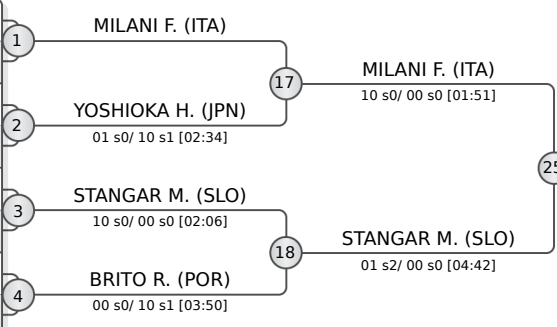 MILANI F. (ITA)
1
17
MILANI F. (ITA)
10 s0/ 00 s0 [01:51]
2
YOSHIOKA H. (JPN)
01 s0/ 10 s1 [02:34]
25
3
STANGAR M. (SLO)
10 s0/ 00 s0 [02:06]
18
STANGAR M. (SLO)
01 s2/ 00 s0 [04:42]
4
BRITO R. (POR)
00 s0/ 10 s1 [03:50]